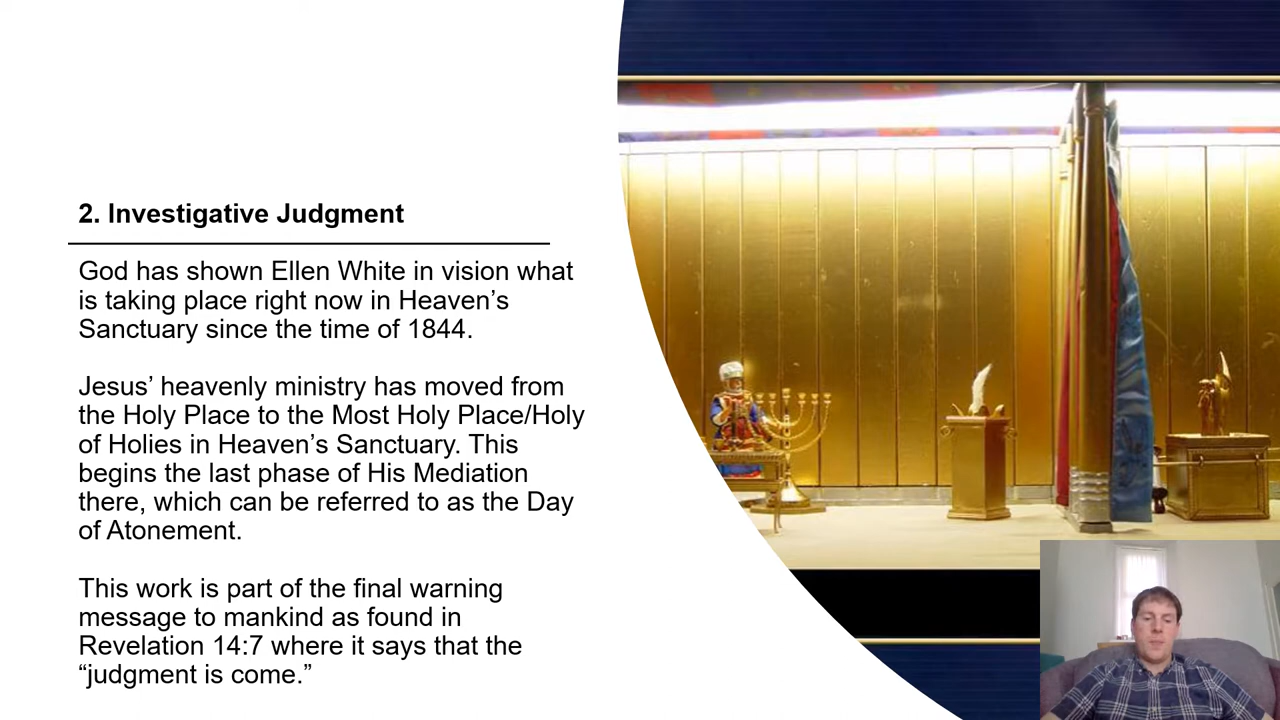 2. Investigative Judgment
God has shown Ellen White in vision what
is taking place right now in Heaven’s
Sanctuary since the time of 1844.
Jesus’ heavenly ministry has moved from
the Holy Place to the Most Holy Place/Holy
of Holies in Heaven’s Sanctuary. This
begins the last phase of His Mediation
there, which can be referred to as the Day
of Atonement.
This work is part of the final warning
message to mankind as found in
Revelation 14:7 where it says that the
“judgment is come.”